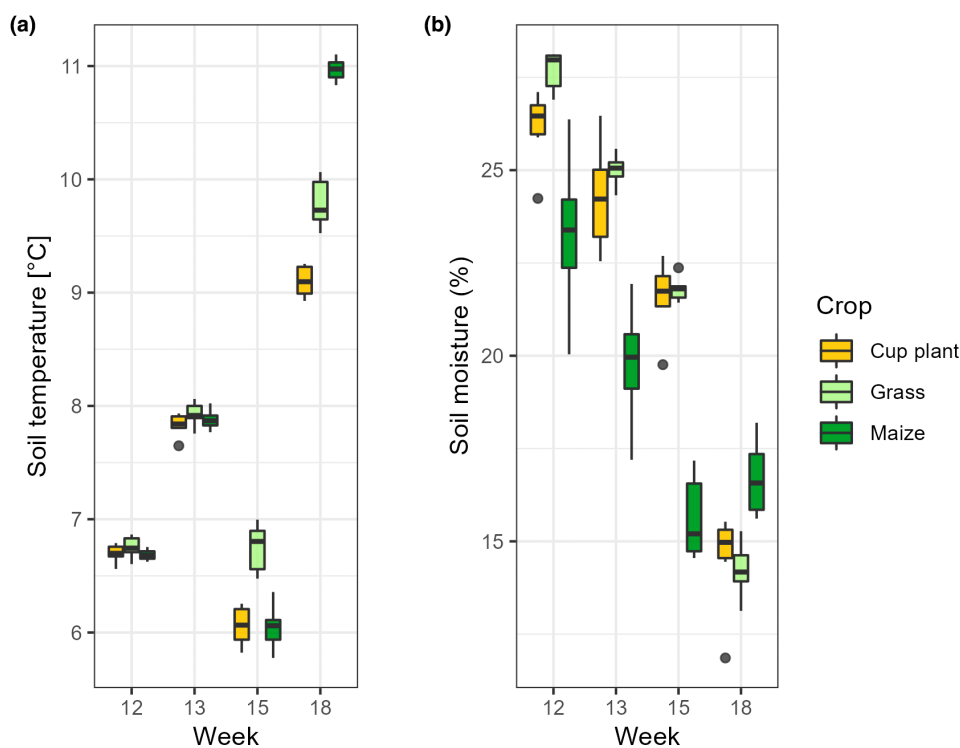 (a)
Soil temperature [°C]
11
10
9
8
7
6
12 13 15 18
Week
(b)
Soil moisture (%)
25
20
15
12 13 15 18
Week
Crop
Cup plant
Grass
Maize